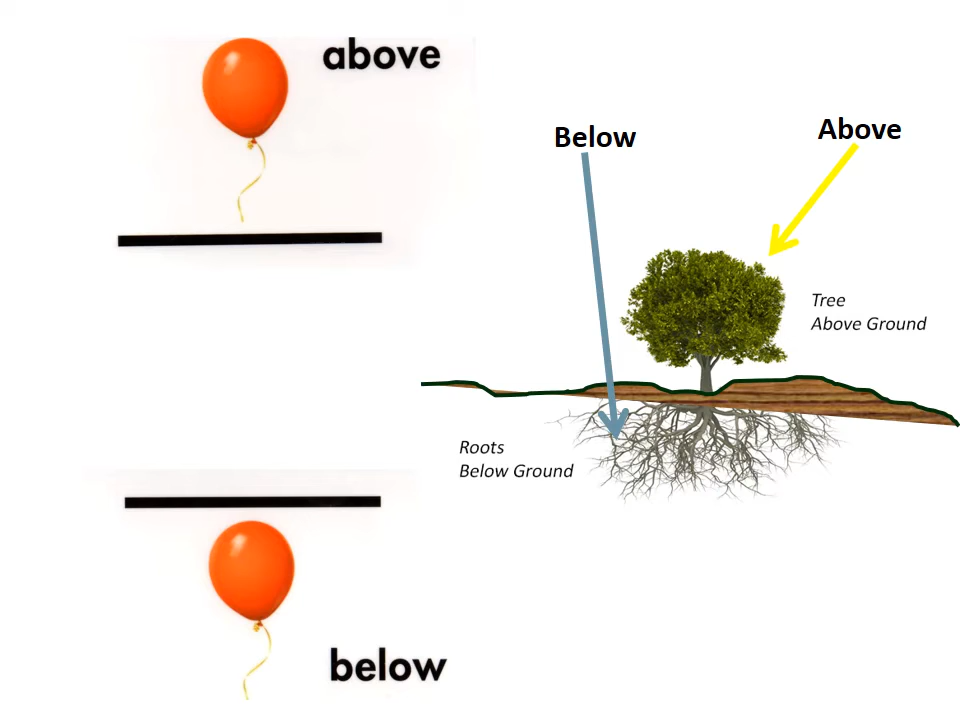 above
Below
Above
Tree
Above Ground
Roots
Below Ground
below